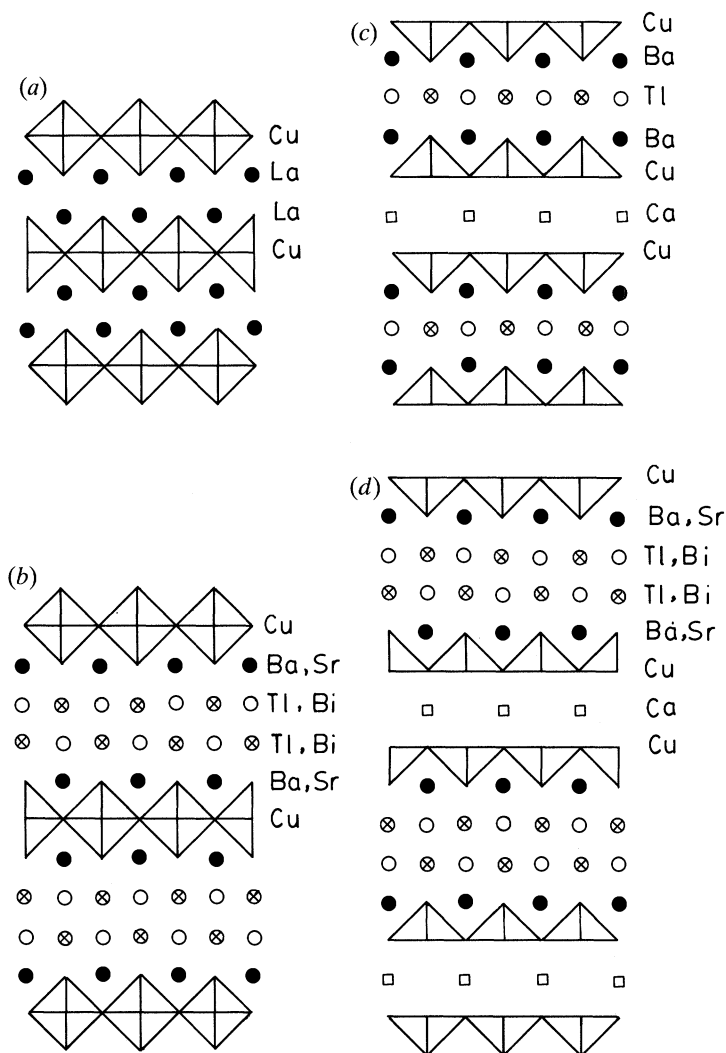 (a)
Cu
La
La
Cu
(b)
Cu
Ba,Sr
Tl,Bi
Tl,Bi
Ba,Sr
Cu
(c)
Cu
Ba
Tl
Ba
Cu
Ca
Cu
(d)
Cu
Ba,Sr
Tl,Bi
Tl,Bi
Ba,Sr
Cu
Ca
Cu